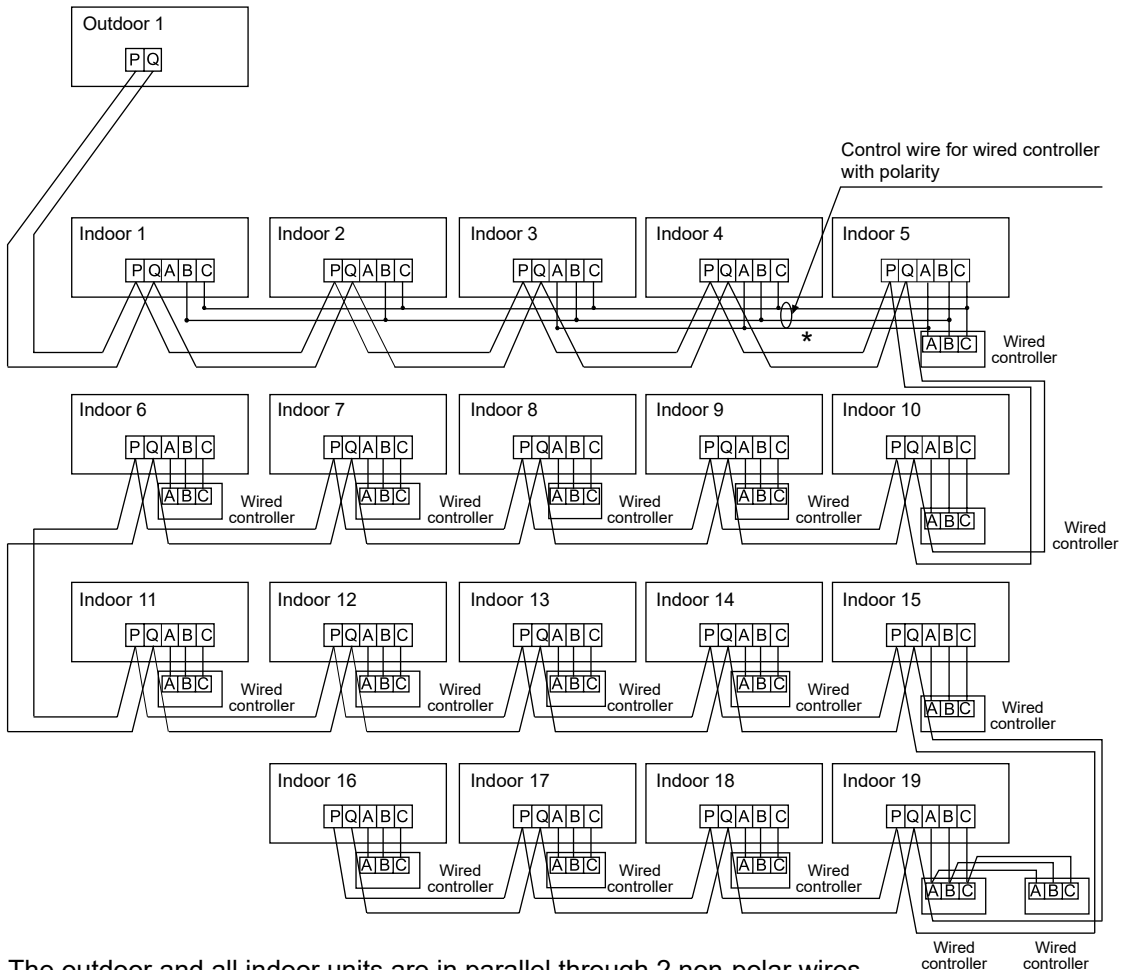 Outdoor 1
P Q
Control wire for wired controller
with polarity
Indoor 1
Indoor 2
Indoor 3
Indoor 4
Indoor 5
P Q A B C
P Q A B C
P Q A B C
P Q A B C
P Q A B C
*
A B C
Wired
controller
Indoor 6
Indoor 7
Indoor 8
Indoor 9
Indoor 10
P Q A B C
P Q A B C
P Q A B C
P Q A B C
P Q A B C
A B C
Wired
controller
A B C
Wired
controller
A B C
Wired
controller
A B C
Wired
controller
A B C
Wired
controller
Indoor 11
Indoor 12
Indoor 13
Indoor 14
Indoor 15
P Q A B C
P Q A B C
P Q A B C
P Q A B C
P Q A B C
A B C
Wired
controller
A B C
Wired
controller
A B C
Wired
controller
A B C
Wired
controller
A B C
Wired
controller
Indoor 16
Indoor 17
Indoor 18
Indoor 19
P Q A B C
P Q A B C
P Q A B C
P Q A B C
A B C
Wired
controller
A B C
Wired
controller
A B C
Wired
controller
A B C
A B C
Wired
controller
Wired
controller
The outdoor and all indoor units are in parallel through 2 non-polar wires.